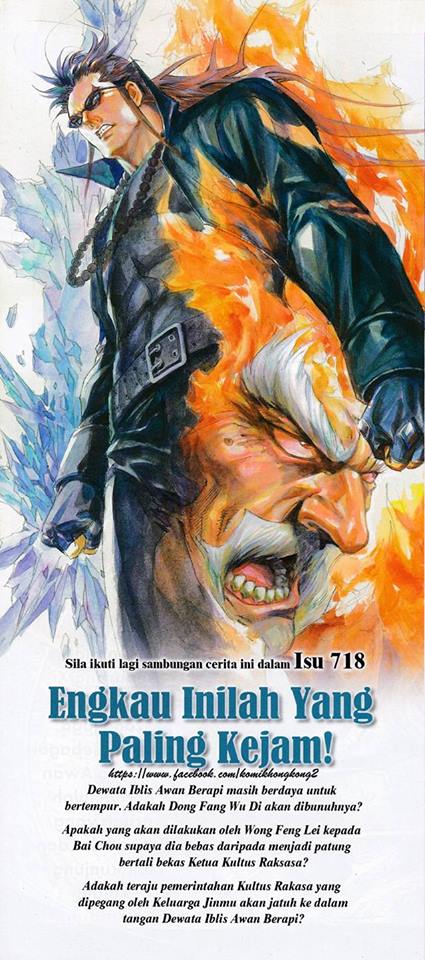 Sila ikuti lagi sambungan cerita ini dalam Isu 718
Engkau Inilah Yang
Paling Kejam!
https://www.facebook.com/komikhongkong2
Dewata Iblis Awan Berapi masih berdaya untuk
bertempur. Adakah Dong Fang Wu Di akan dibunuhnya?
Apakah yang akan dilakukan oleh Wong Feng Lei kepada
Bai Chou supaya dia bebas daripada menjadi patung
bertali bekas Ketua Kultus Raksasa?
Adakah teraju pemerintahan Kultus Rakasa yang
dipegang oleh Keluarga Jinmu akan jatuh ke dalam
tangan Dewata Iblis Awan Berapi?